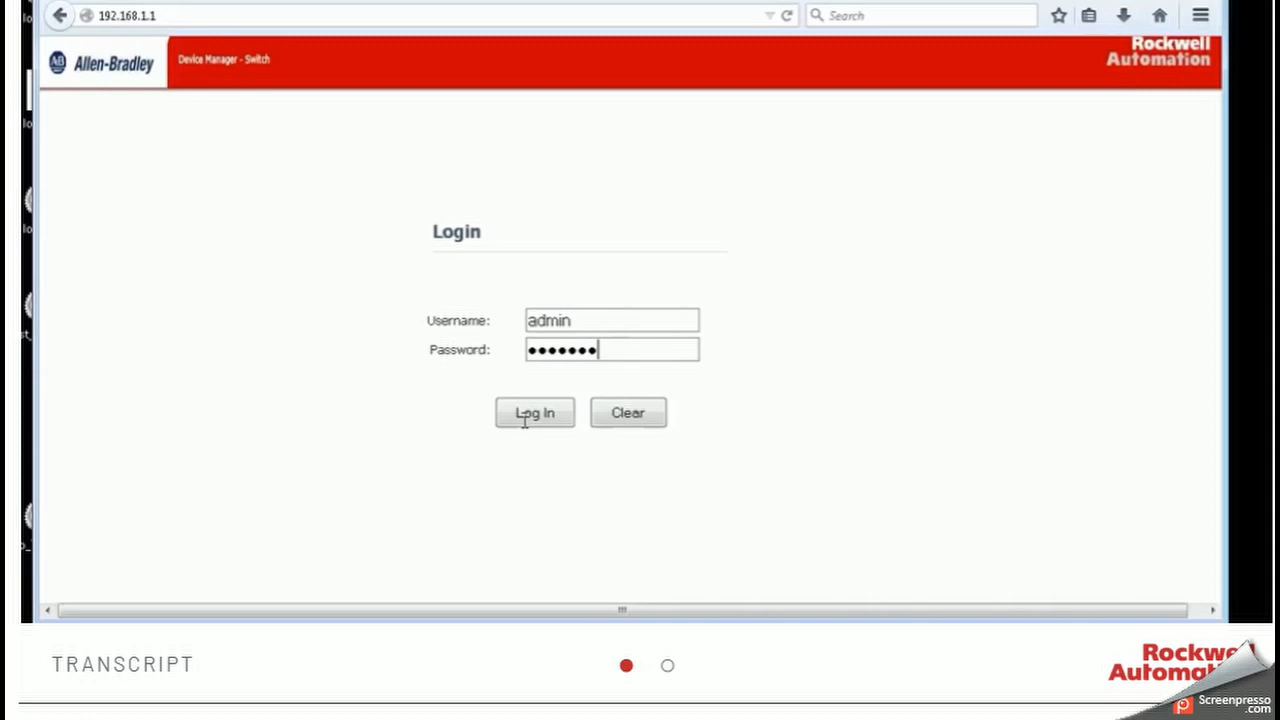 192.168.1.1
Search
AB Allen-Bradley
Device Manager - Switch
Rockwell
Automation
Login
Username:
admin
Password:
●●●●●●●
Log In
Clear
TRANSCRIPT
Screenpresso
.com